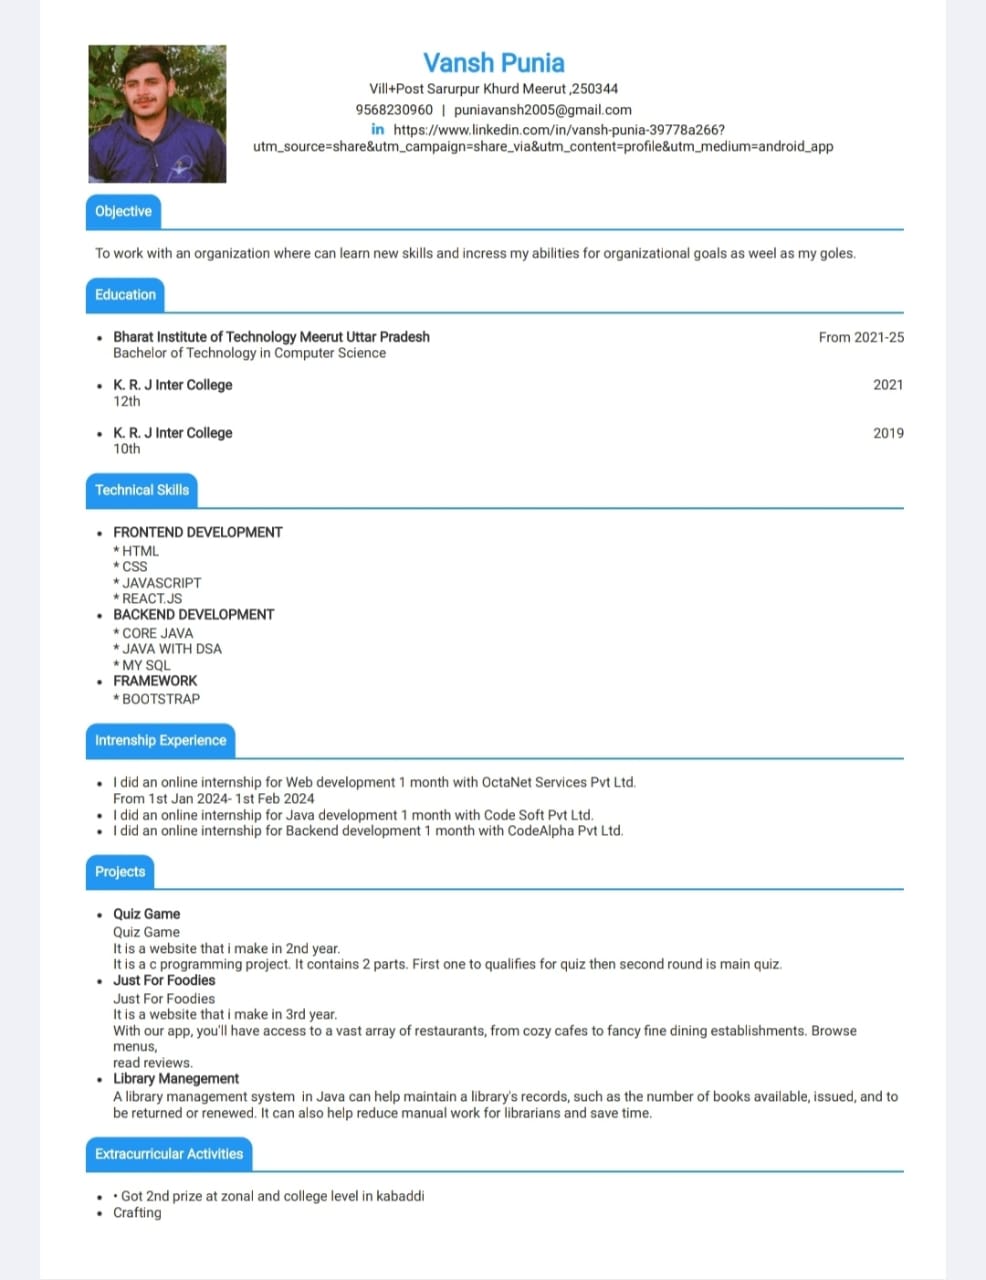 Vansh Punia
Vill+Post Sarurpur Khurd Meerut ,250344
9568230960 | puniavansh2005@gmail.com
in https://www.linkedin.com/in/vansh-punia-39778a266?
utm_source=share&utm_campaign=share_via&utm_content=profile&utm_medium=android_app
Objective
To work with an organization where can learn new skills and incress my abilities for organizational goals as weel as my goles.
Education
• Bharat Institute of Technology Meerut Uttar Pradesh From 2021-25
Bachelor of Technology in Computer Science
• K. R. J Inter College 2021
12th
• K. R. J Inter College 2019
10th
Technical Skills
• FRONTEND DEVELOPMENT
* HTML
* CSS
* JAVASCRIPT
* REACT.JS
• BACKEND DEVELOPMENT
* CORE JAVA
* JAVA WITH DSA
* MY SQL
• FRAMEWORK
* BOOTSTRAP
Intrenship Experience
• I did an online internship for Web development 1 month with OctaNet Services Pvt Ltd.
From 1st Jan 2024- 1st Feb 2024
• I did an online internship for Java development 1 month with Code Soft Pvt Ltd.
• I did an online internship for Backend development 1 month with CodeAlpha Pvt Ltd.
Projects
• Quiz Game
Quiz Game
It is a website that i make in 2nd year.
It is a c programming project. It contains 2 parts. First one to qualifies for quiz then second round is main quiz.
• Just For Foodies
Just For Foodies
It is a website that i make in 3rd year.
With our app, you'll have access to a vast array of restaurants, from cozy cafes to fancy fine dining establishments. Browse
menus,
read reviews.
• Library Manegement
A library management system in Java can help maintain a library's records, such as the number of books available, issued, and to
be returned or renewed. It can also help reduce manual work for librarians and save time.
Extracurricular Activities
• • Got 2nd prize at zonal and college level in kabaddi
• Crafting